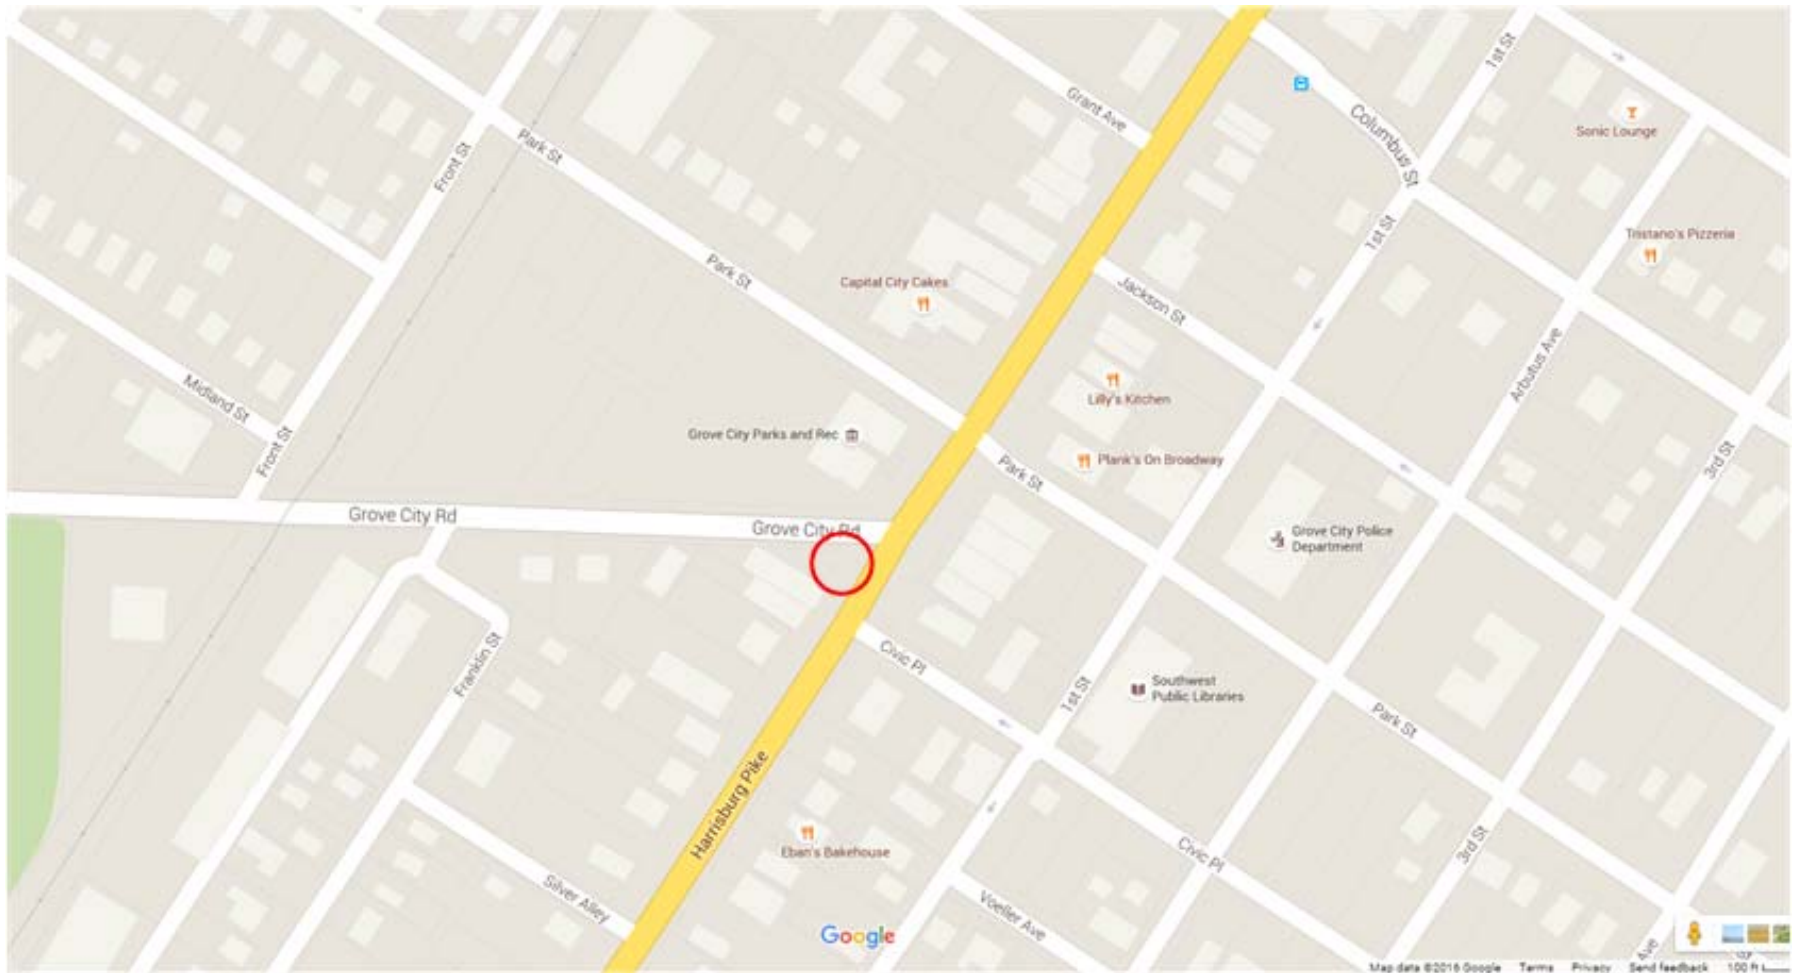 1st St
Grant Ave
Columbus St
Sonic Lounge
Park St
Front St
1st St
Tristano's Pizzeria
Park St
Capital City Cakes
Jackson St
Arbutus Ave
Midland St
Lilly's Kitchen
Front St
Grove City Parks and Rec
Plank's On Broadway
3rd St
Park St
Grove City Rd
Grove City Rd
Grove City Police
Department
Civic Pl
Franklin St
Southwest
Public Libraries
1st St
Park St
Harrisburg Pike
Eban's Bakehouse
3rd St
Civic Pl
Silver Alley
Voeller Ave
Google
Ave
Map data ©2016 Google Terms Privacy Send feedback 100 ft